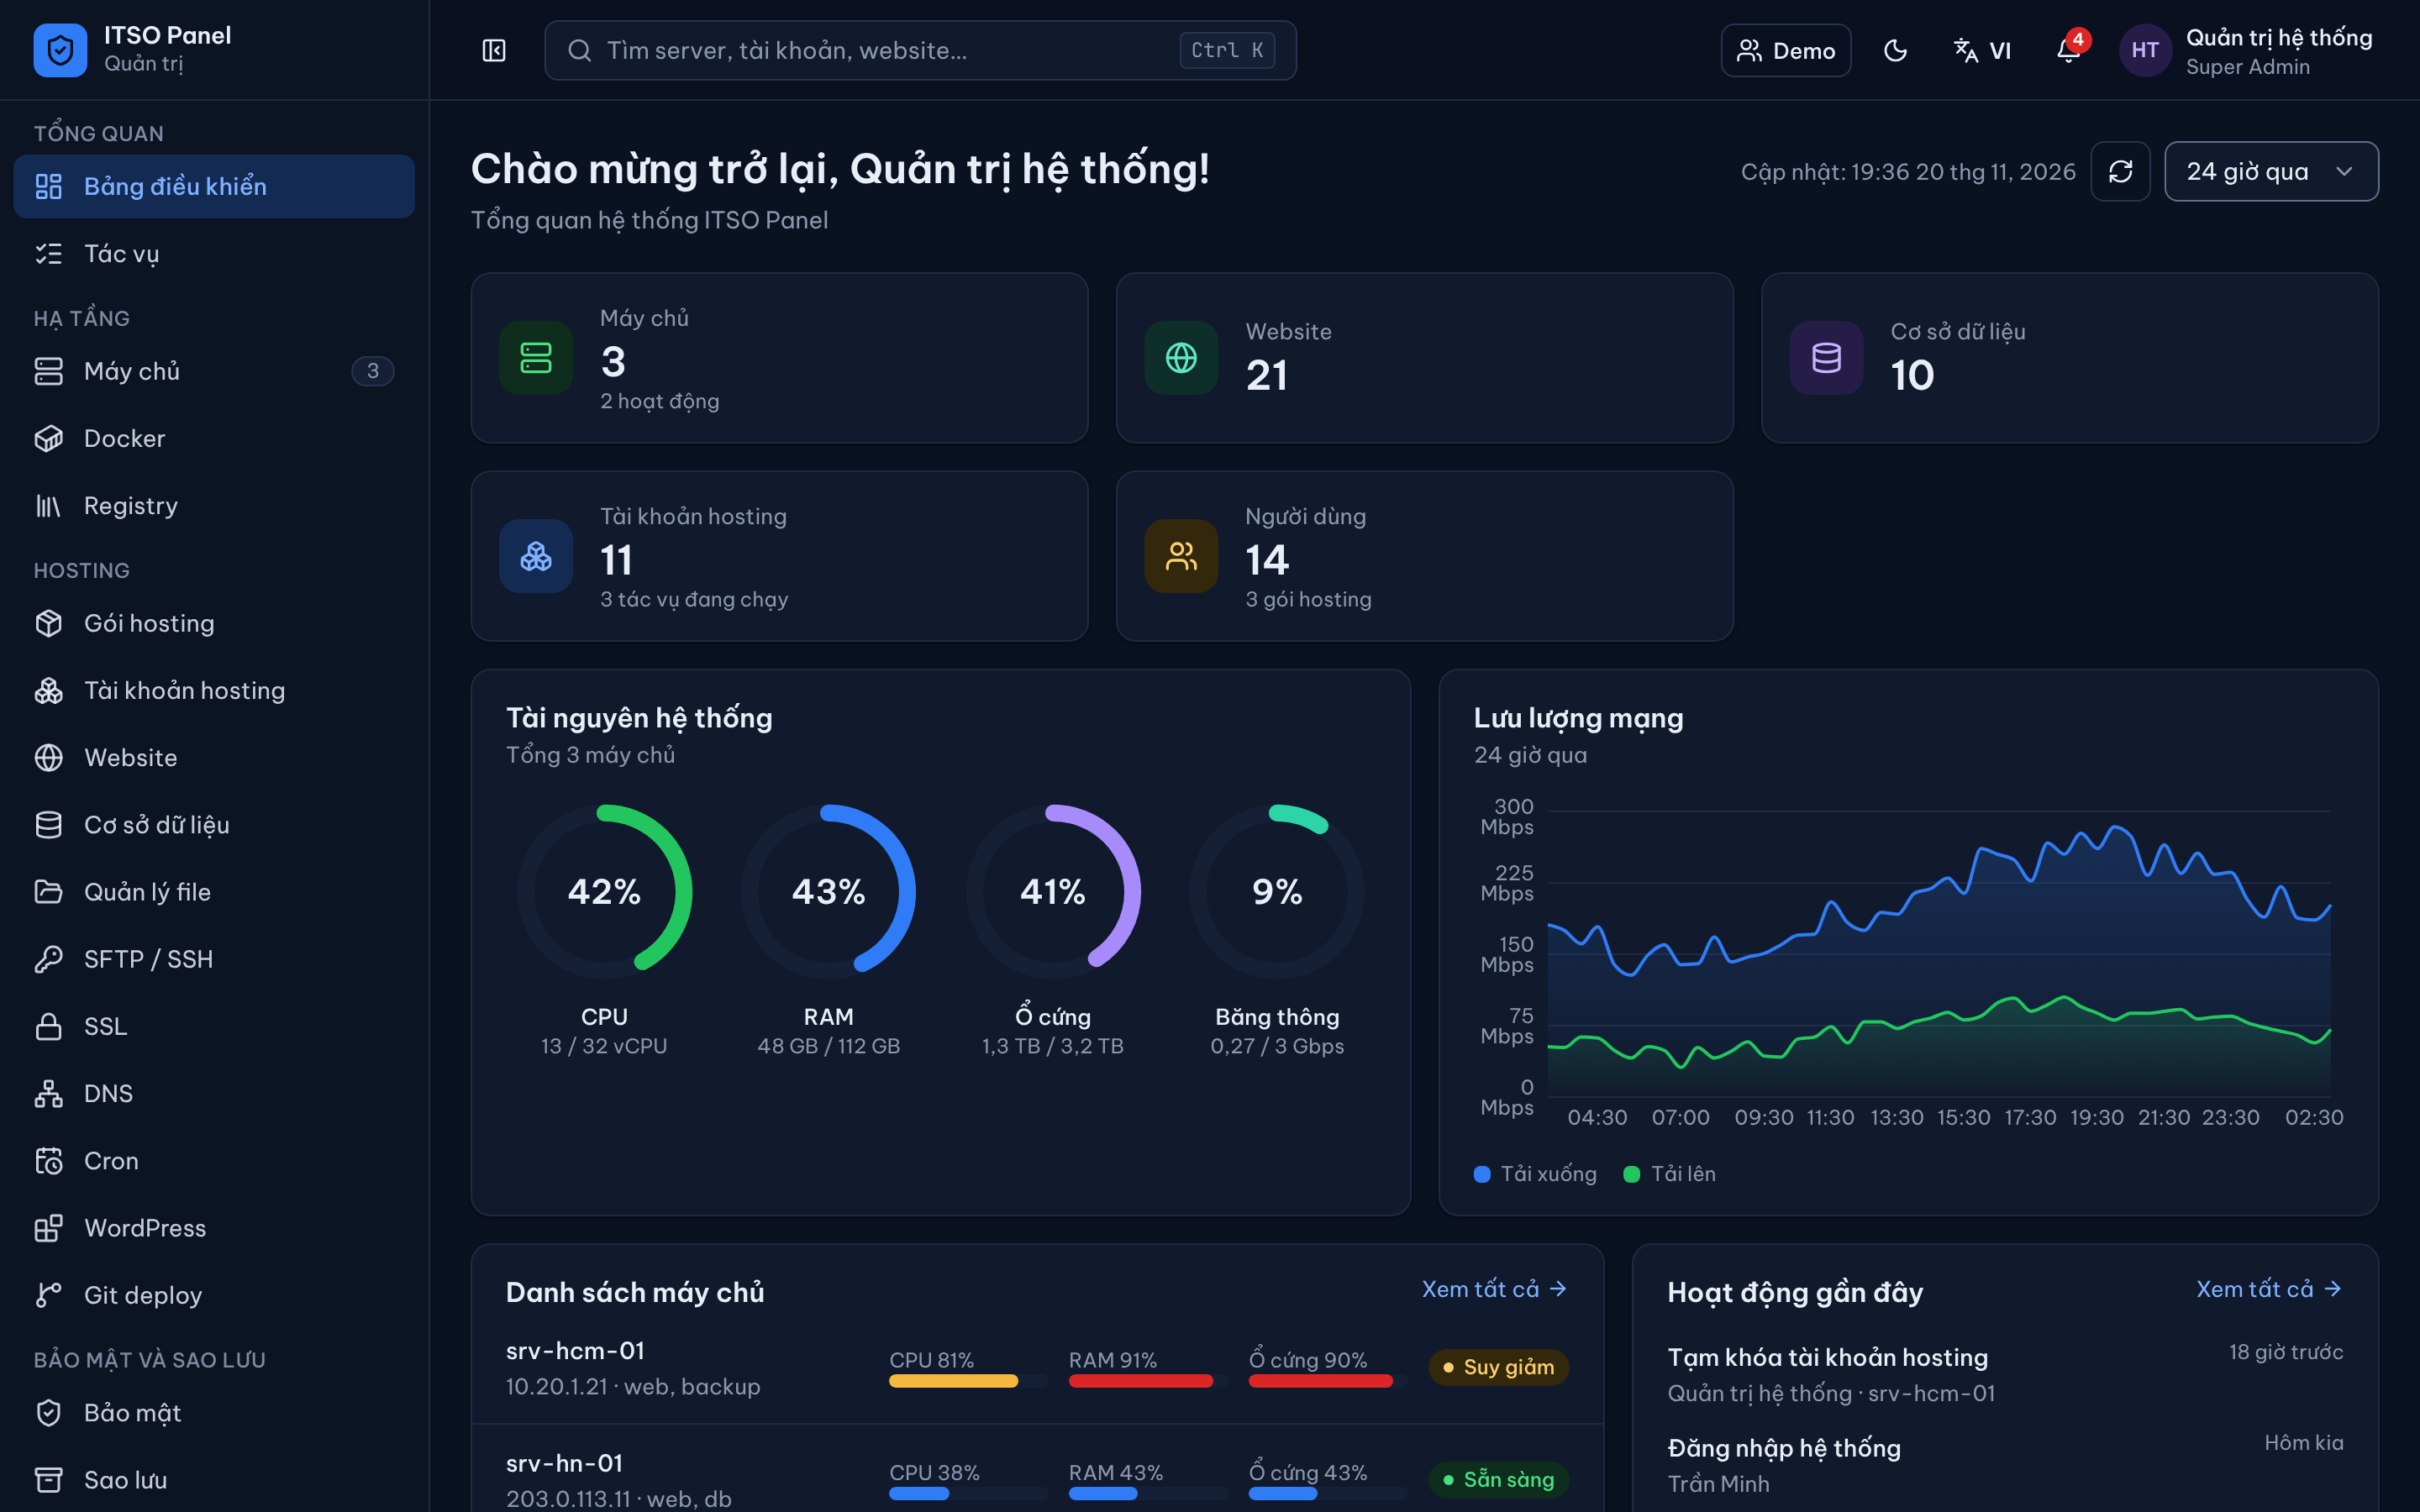 ITSO Panel
Quản trị
TỔNG QUAN
Bảng điều khiển
Tác vụ
HẠ TẦNG
Máy chủ
3
Docker
Registry
HOSTING
Gói hosting
Tài khoản hosting
Website
Cơ sở dữ liệu
Quản lý file
SFTP / SSH
SSL
DNS
Cron
WordPress
Git deploy
BẢO MẬT VÀ SAO LƯU
Bảo mật
Sao lưu
Tìm server, tài khoản, website...
Ctrl K
Demo
VI
4
HT
Quản trị hệ thống
Super Admin
Chào mừng trở lại, Quản trị hệ thống!
Tổng quan hệ thống ITSO Panel
Cập nhật: 19:36 20 thg 11, 2026
24 giờ qua
Máy chủ
3
2 hoạt động
Website
21
Cơ sở dữ liệu
10
Tài khoản hosting
11
3 tác vụ đang chạy
Người dùng
14
3 gói hosting
Tài nguyên hệ thống
Tổng 3 máy chủ
42%
CPU
13 / 32 vCPU
43%
RAM
48 GB / 112 GB
41%
Ổ cứng
1,3 TB / 3,2 TB
9%
Băng thông
0,27 / 3 Gbps
Lưu lượng mạng
24 giờ qua
300 Mbps
225 Mbps
150 Mbps
75 Mbps
0 Mbps
04:30 07:00 09:30 11:30 13:30 15:30 17:30 19:30 21:30 23:30 02:30
Tải xuống
Tải lên
Danh sách máy chủ
Xem tất cả
srv-hcm-01
10.20.1.21 · web, backup
CPU 81%
RAM 91%
Ổ cứng 90%
Suy giảm
srv-hn-01
203.0.113.11 · web, db
CPU 38%
RAM 43%
Ổ cứng 43%
Sẵn sàng
Hoạt động gần đây
Xem tất cả
Tạm khóa tài khoản hosting
18 giờ trước
Quản trị hệ thống · srv-hcm-01
Đăng nhập hệ thống
Hôm kia
Trần Minh